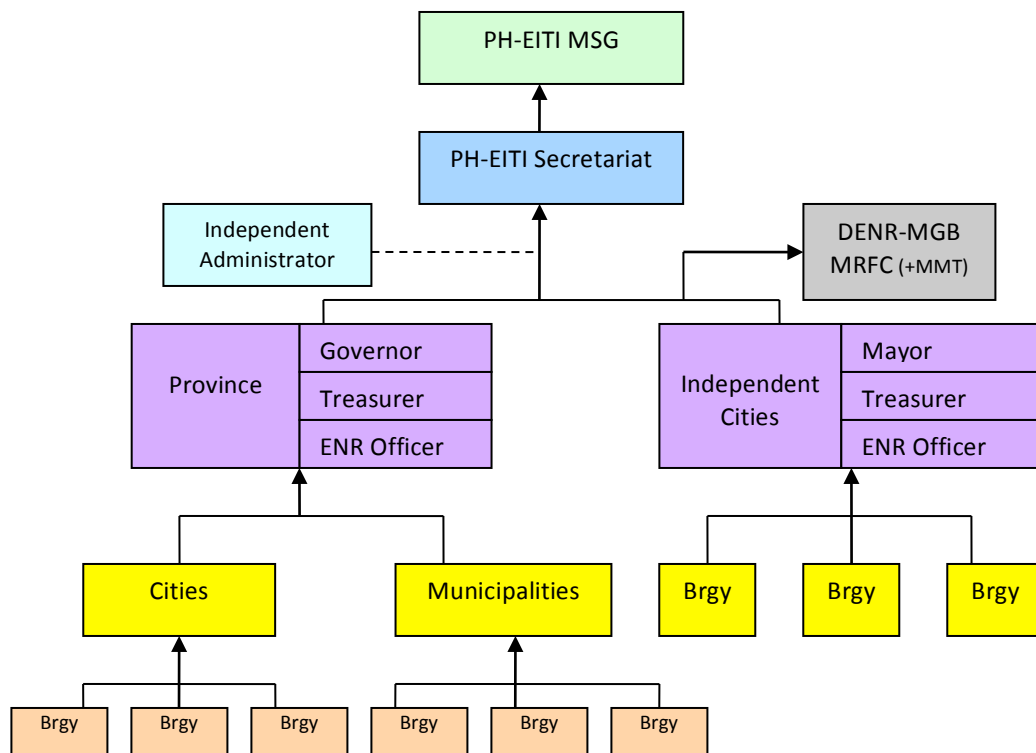 PH-EITI MSG
PH-EITI Secretariat
Independent
Administrator
DENR-MGB
MRFC (+MMT)
Province
Governor
Treasurer
ENR Officer
Independent
Cities
Mayor
Treasurer
ENR Officer
Cities
Municipalities
Brgy
Brgy
Brgy
Brgy
Brgy
Brgy
Brgy
Brgy
Brgy